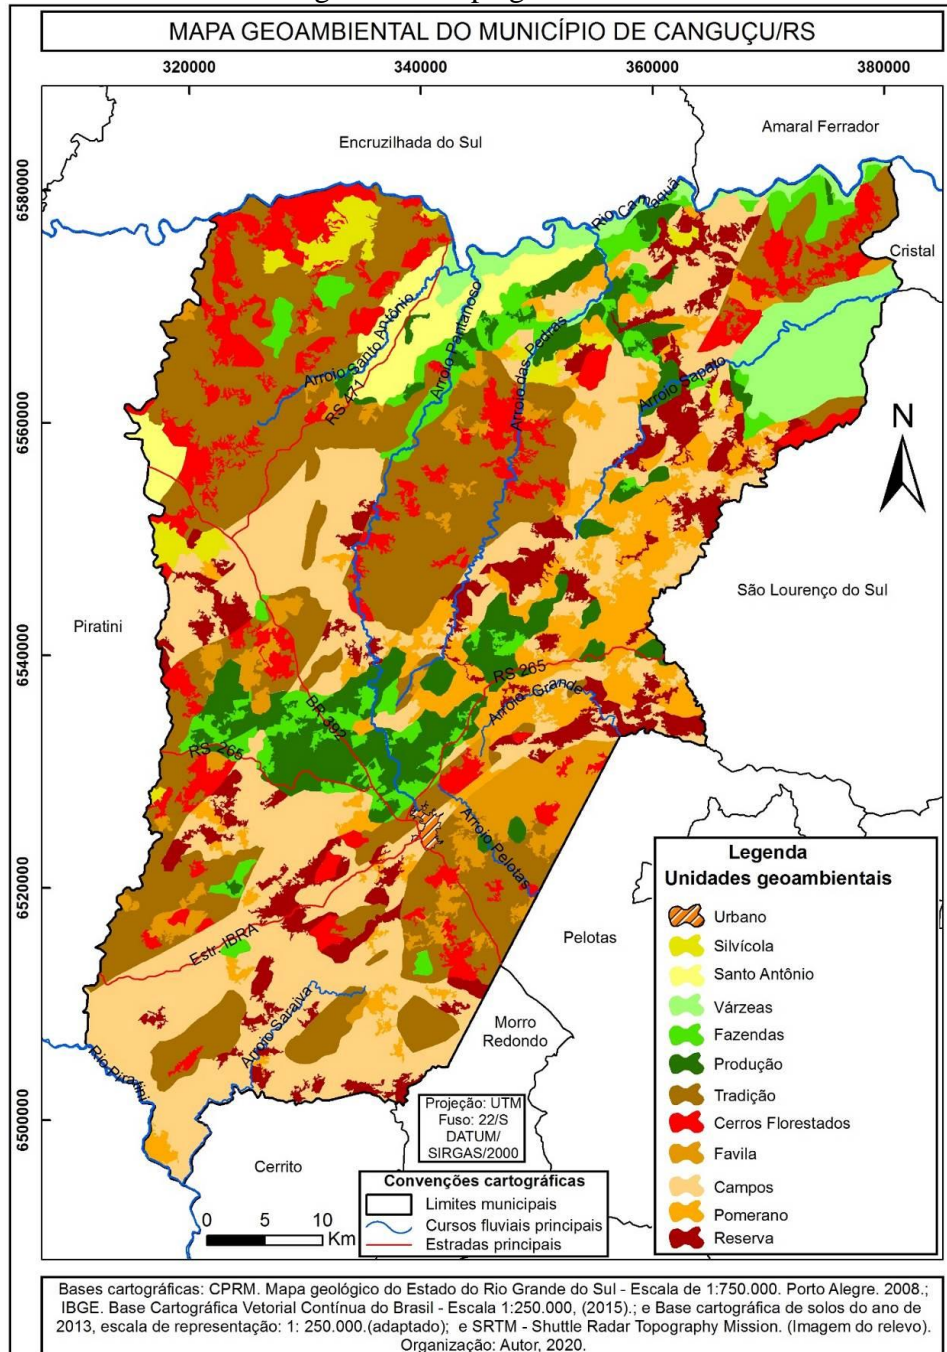 MAPA GEOAMBIENTAL DO MUNICÍPIO DE CANGUÇU/RS
320000
340000
360000
380000
6580000
6560000
6540000
6520000
6500000
Encruzilhada do Sul
Amaral Ferrador
Cristal
São Lourenço do Sul
Piratini
Pelotas
Morro
Redondo
Cerrito
Rio Camaquã
Arroio Santo Antônio
RS 471
Arroio Pantanoso
Arroio das Pedras
Arroio Sapato
RS 265
Arroio Grande
BR 392
RS 265
Arroio Pelotas
Estr. IBRA
Arroio Saraiva
Rio Piratini
N
Legenda
Unidades geoambientais
Urbano
Silvícola
Santo Antônio
Várzeas
Fazendas
Produção
Tradição
Cerros Florestados
Favila
Campos
Pomerano
Reserva
Projeção: UTM
Fuso: 22/S
DATUM/
SIRGAS/2000
Convenções cartográficas
Limites municipais
Cursos fluviais principais
Estradas principais
0 5 10
Km
Bases cartográficas: CPRM. Mapa geológico do Estado do Rio Grande do Sul - Escala de 1:750.000. Porto Alegre. 2008.;
IBGE. Base Cartográfica Vetorial Contínua do Brasil - Escala 1:250.000, (2015).; e Base cartográfica de solos do ano de
2013, escala de representação: 1: 250.000.(adaptado); e SRTM - Shuttle Radar Topography Mission. (Imagem do relevo).
Organização: Autor, 2020.